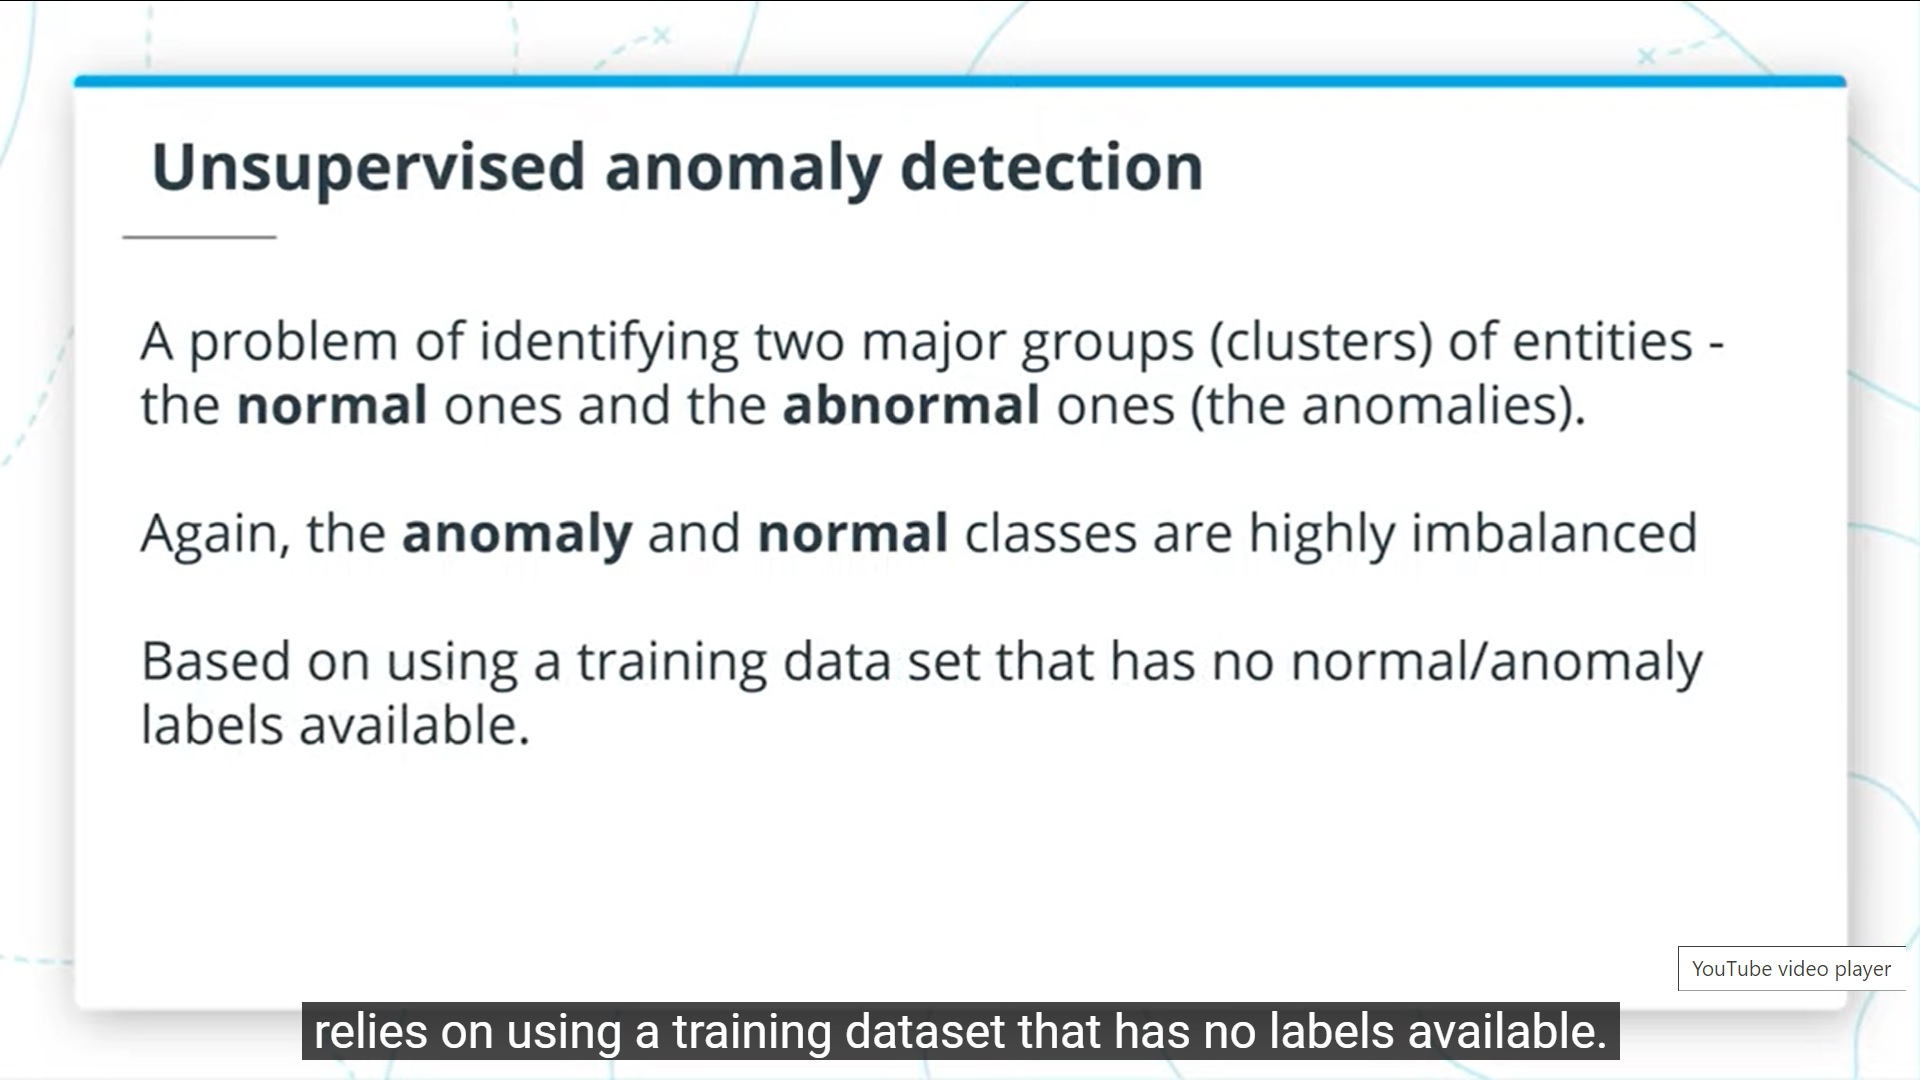 Unsupervised anomaly detection
A problem of identifying two major groups (clusters) of entities -
the normal ones and the abnormal ones (the anomalies).
Again, the anomaly and normal classes are highly imbalanced
Based on using a training data set that has no normal/anomaly
labels available.
YouTube video player
relies on using a training dataset that has no labels available.